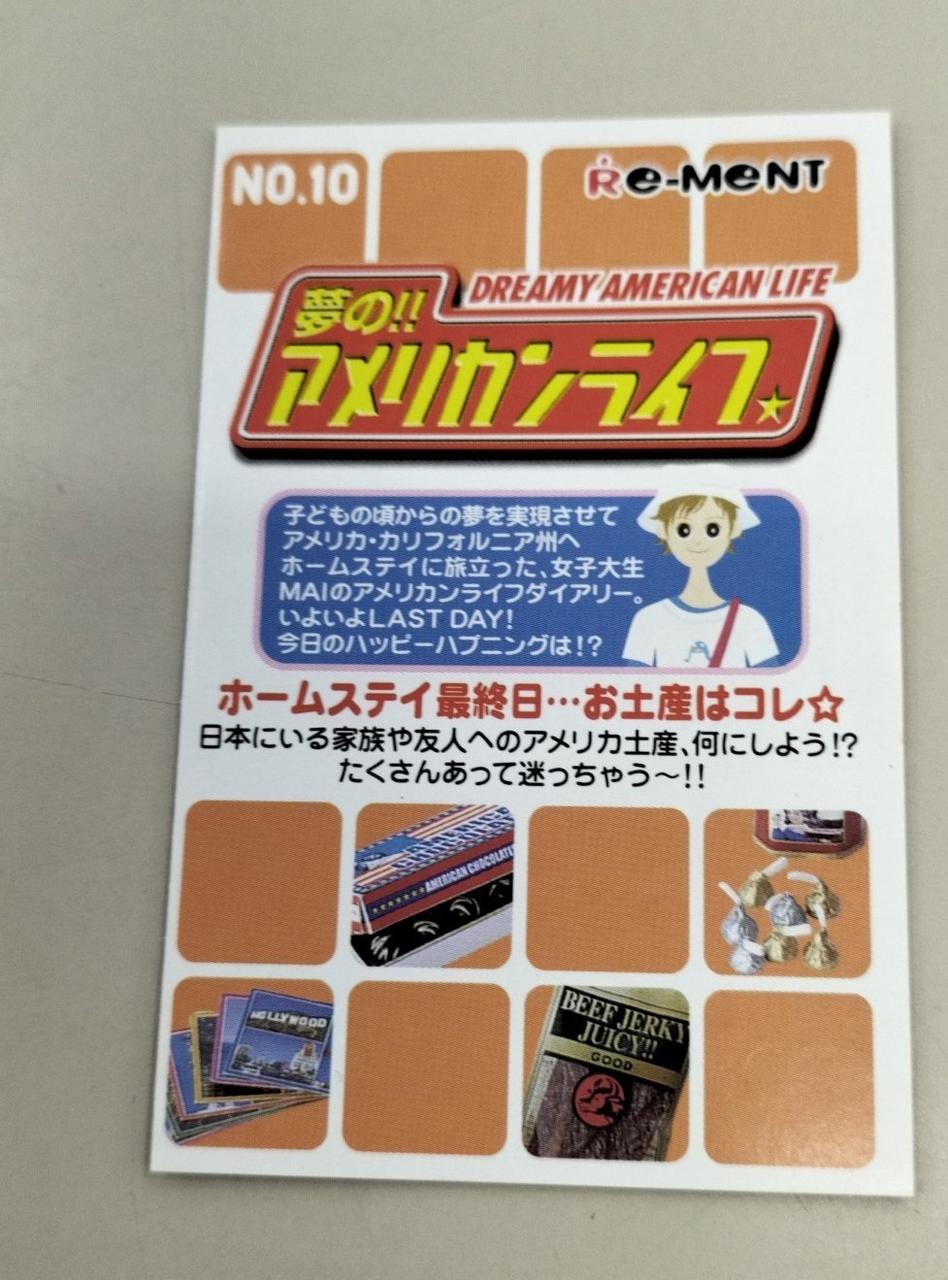 NO.10
Re-MeNT
DREAMY AMERICAN LIFE
夢の!!
アメリカンライフ★
子どもの頃からの夢を実現させて
アメリカ・カリフォルニア州へ
ホームステイに旅立った、女子大生
MAIのアメリカンライフダイアリー。
いよいよLAST DAY!
今日のハッピーハプニングは!?
ホームステイ最終日…お土産はコレ☆
日本にいる家族や友人へのアメリカ土産、何にしよう!?
たくさんあって迷っちゃう〜!!
★★★★★★★AMERICAN CHOCOLATE
HOLLYWOOD
BEEF JERKY
JUICY!!
GOOD